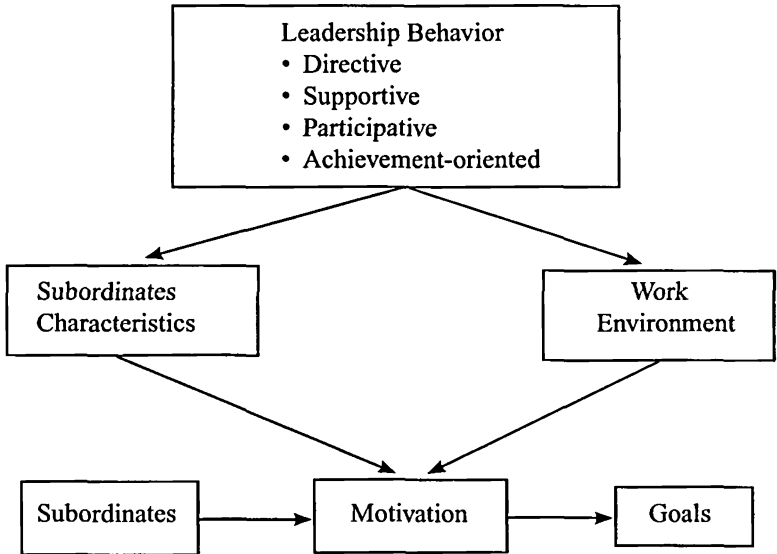 Leadership Behavior
• Directive
• Supportive
• Participative
• Achievement-oriented
Subordinates
Characteristics
Work
Environment
Subordinates
Motivation
Goals